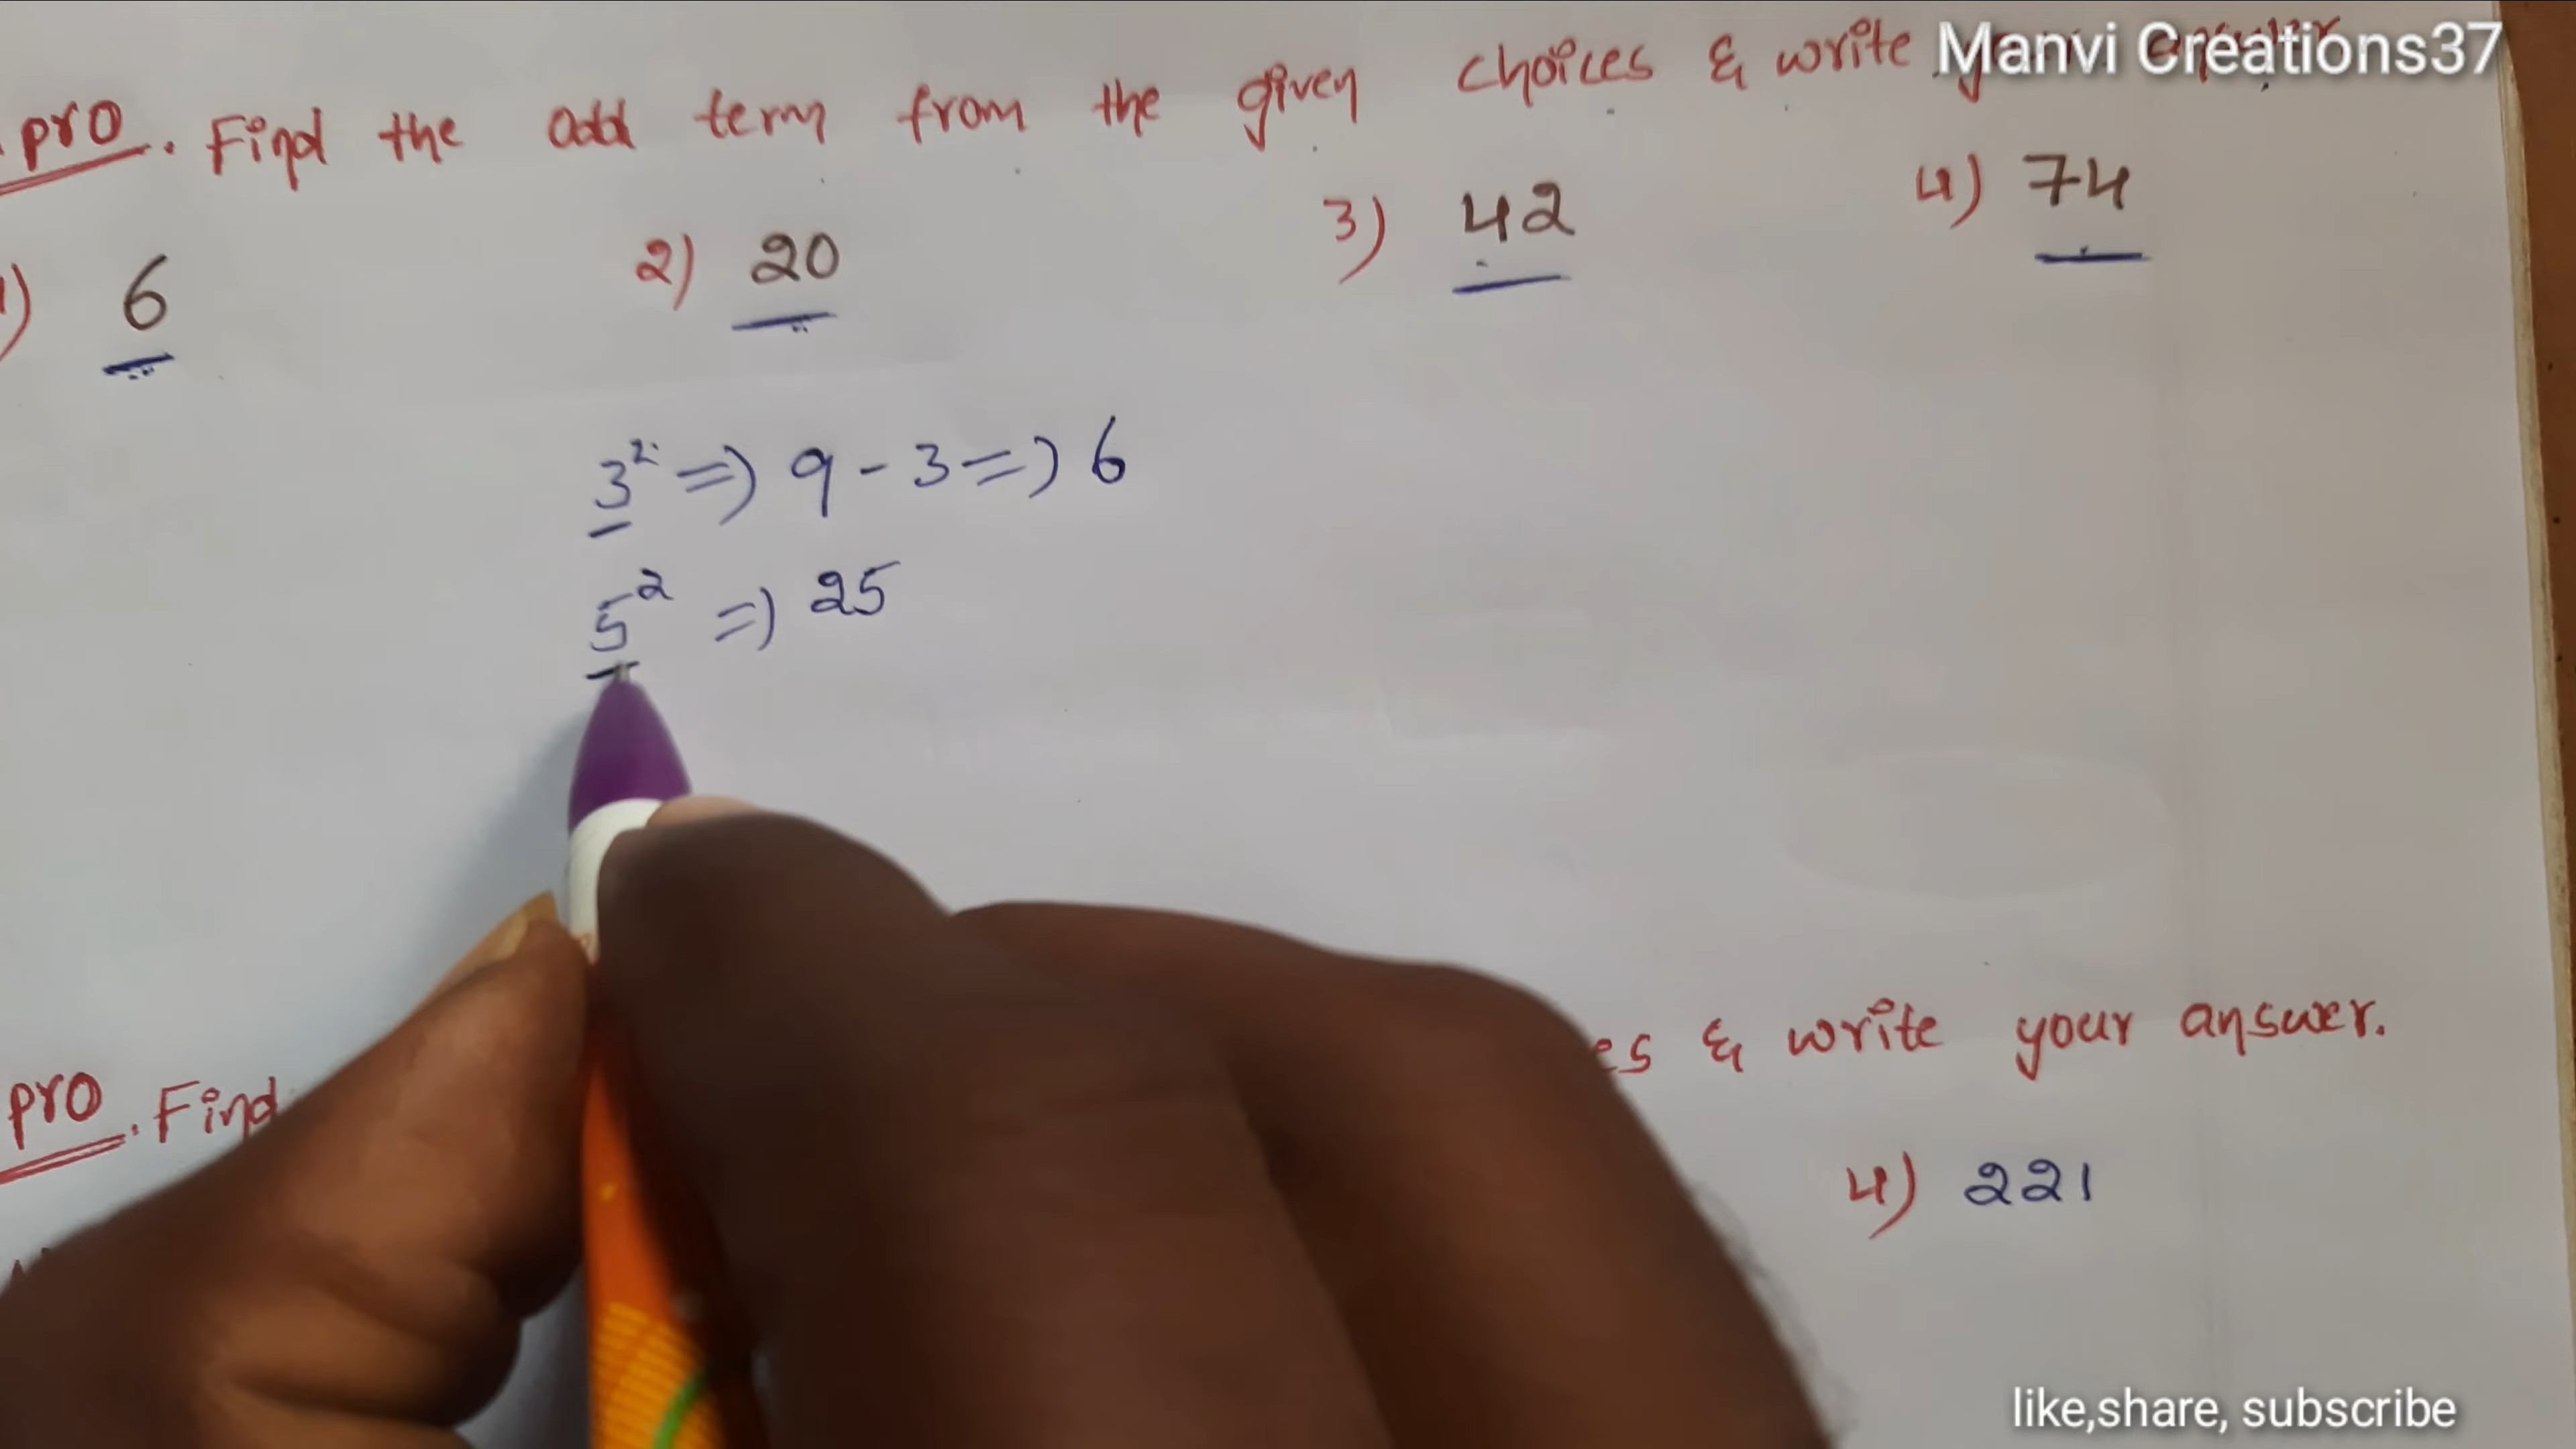 Manvi Creations37
pro. Find the odd term from the given choices & write
1) 6 2) 20 3) 42 4) 74
3² => 9 - 3 => 6
5² => 25
pro. Find es & write your answer.
4) 221
like,share, subscribe